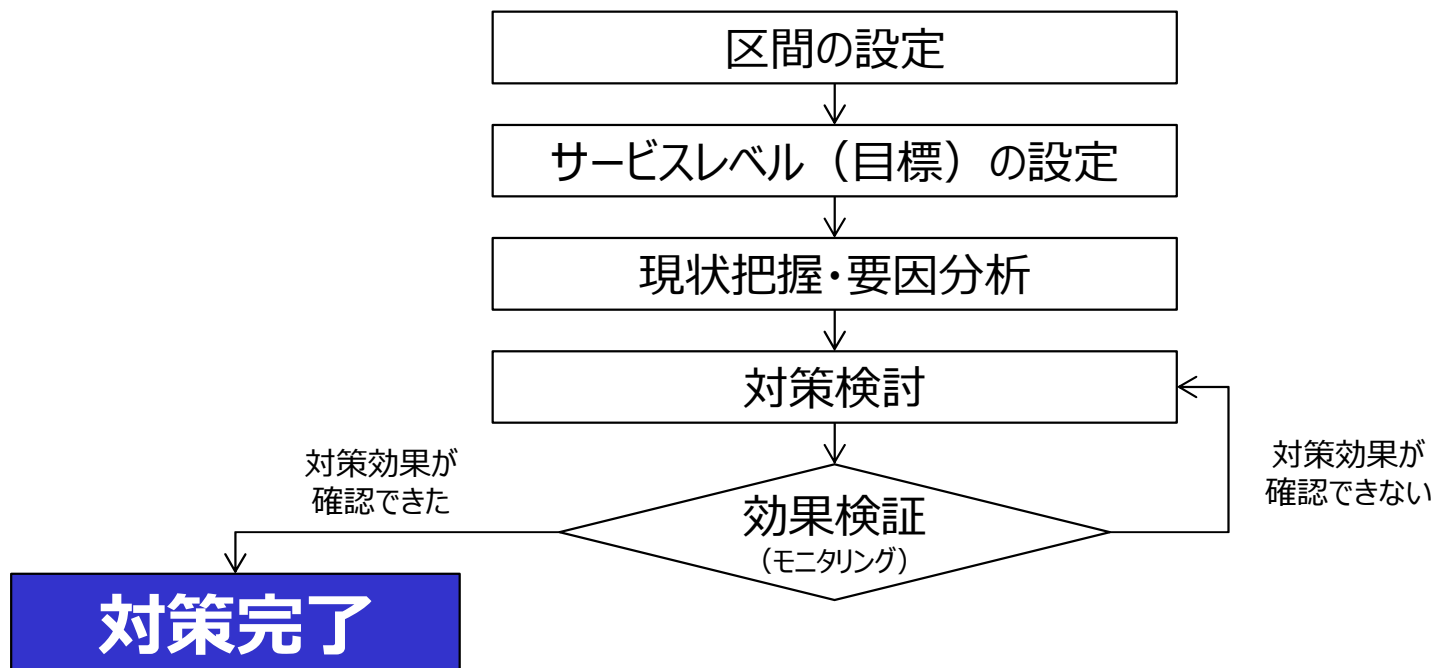 区間の設定
サービスレベル（目標）の設定
現状把握・要因分析
対策検討
対策効果が
確認できた
対策効果が
確認できない
効果検証
（モニタリング）
対策完了